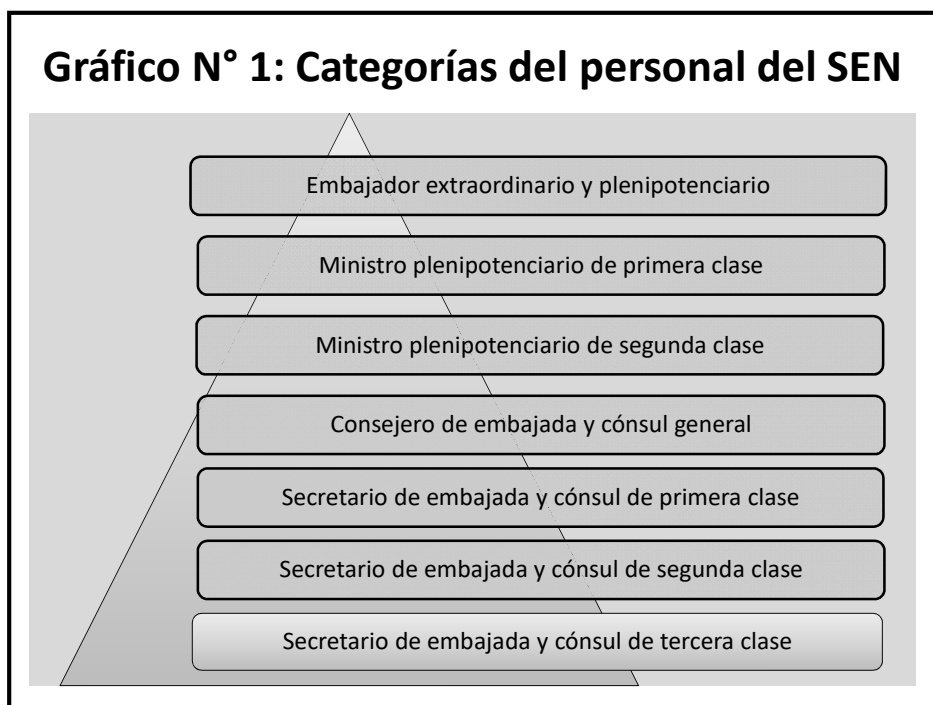 Gráfico N° 1: Categorías del personal del SEN
Embajador extraordinario y plenipotenciario
Ministro plenipotenciario de primera clase
Ministro plenipotenciario de segunda clase
Consejero de embajada y cónsul general
Secretario de embajada y cónsul de primera clase
Secretario de embajada y cónsul de segunda clase
Secretario de embajada y cónsul de tercera clase